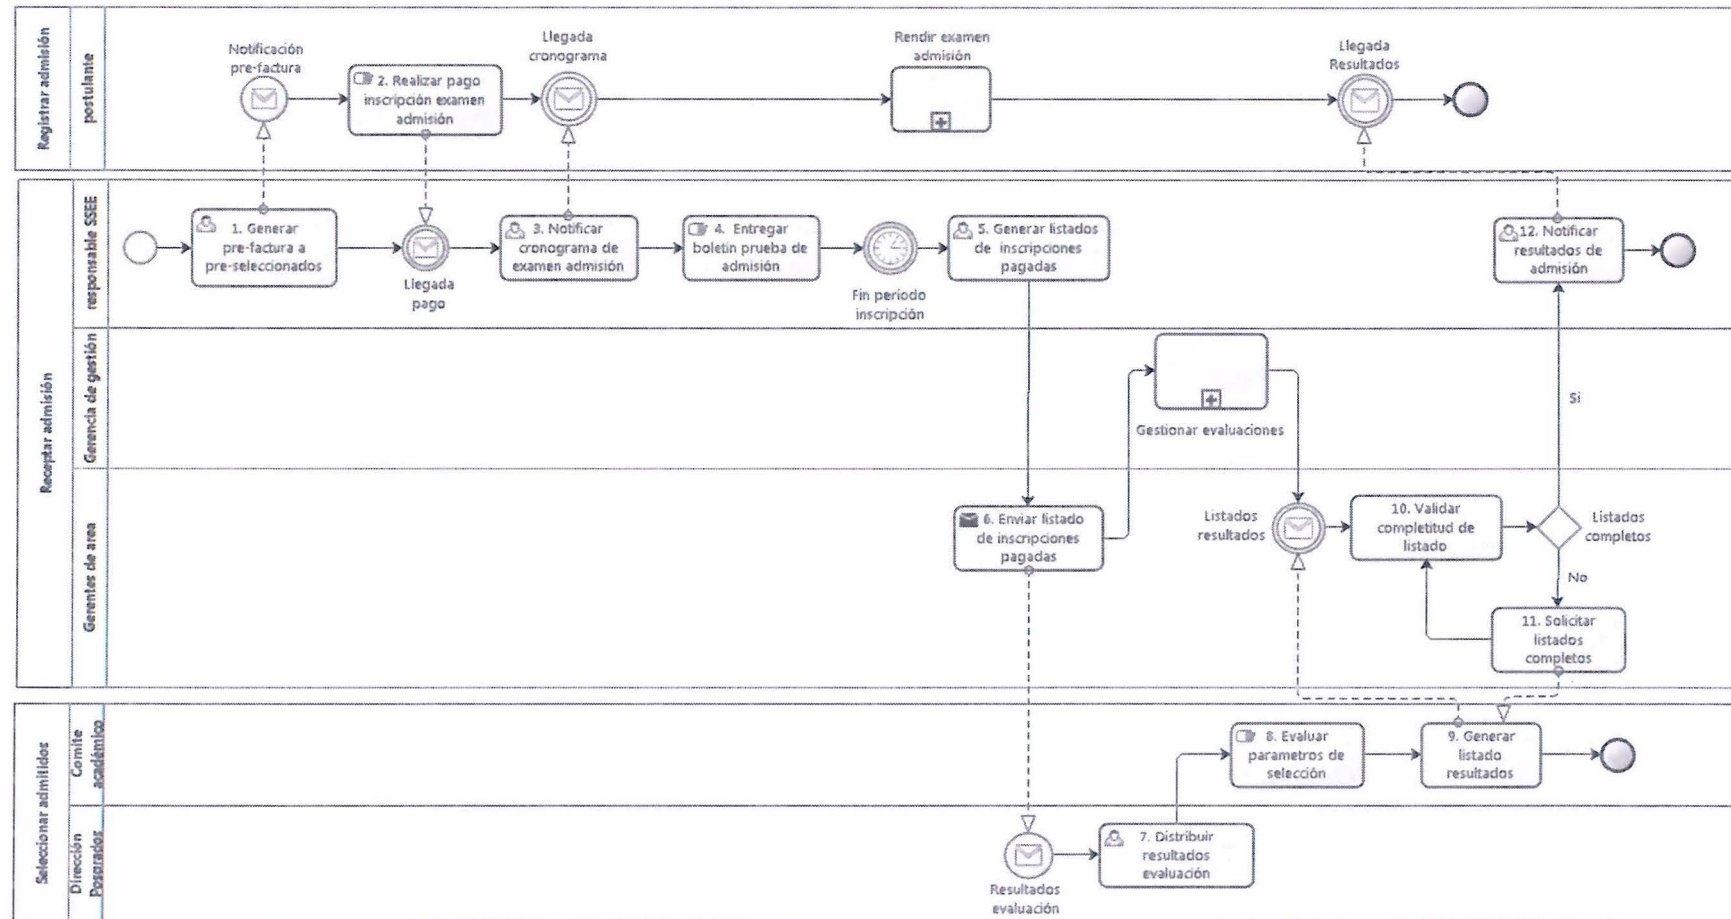 Registrar admisión
postulante
Notificación
pre-factura
2. Realizar pago
inscripción examen
admisión
Llegada
cronograma
Rendir examen
admisión
Llegada
Resultados
Receptar admisión
responsable SSEE
1. Generar
pre-factura a
pre-seleccionados
Llegada
pago
3. Notificar
cronograma de
examen admisión
4. Entregar
boletín prueba de
admisión
Fin período
inscripción
5. Generar listados
de inscripciones
pagadas
12. Notificar
resultados de
admisión
Gerencia de gestión
Gestionar evaluaciones
Si
Gerentes de area
6. Enviar listado
de inscripciones
pagadas
Listados
resultados
10. Validar
completitud de
listado
Listados
completos
No
11. Solicitar
listados
completos
Seleccionar admitidos
Comite
académico
8. Evaluar
parametros de
selección
9. Generar
listado
resultados
Dirección
Posgrados
Resultados
evaluación
7. Distribuir
resultados
evaluación